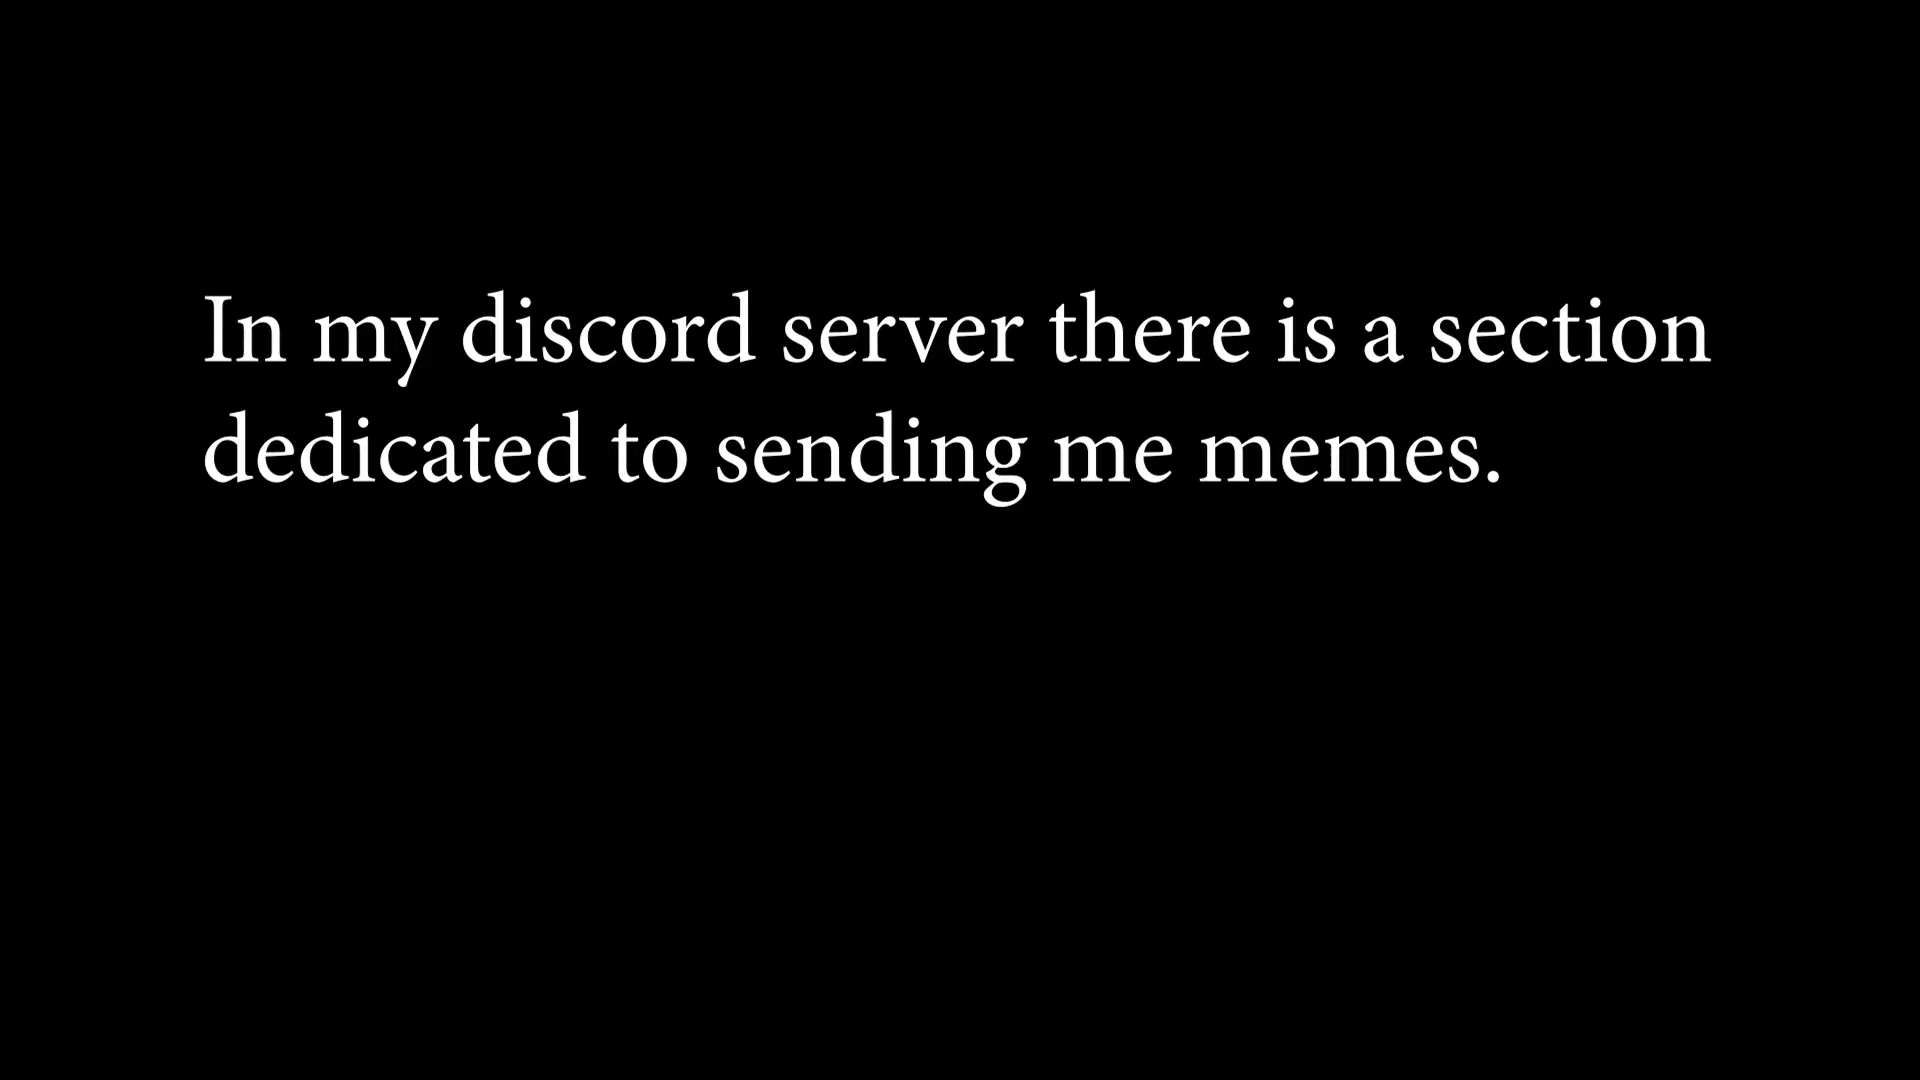 In my discord server there is a section
dedicated to sending me memes.